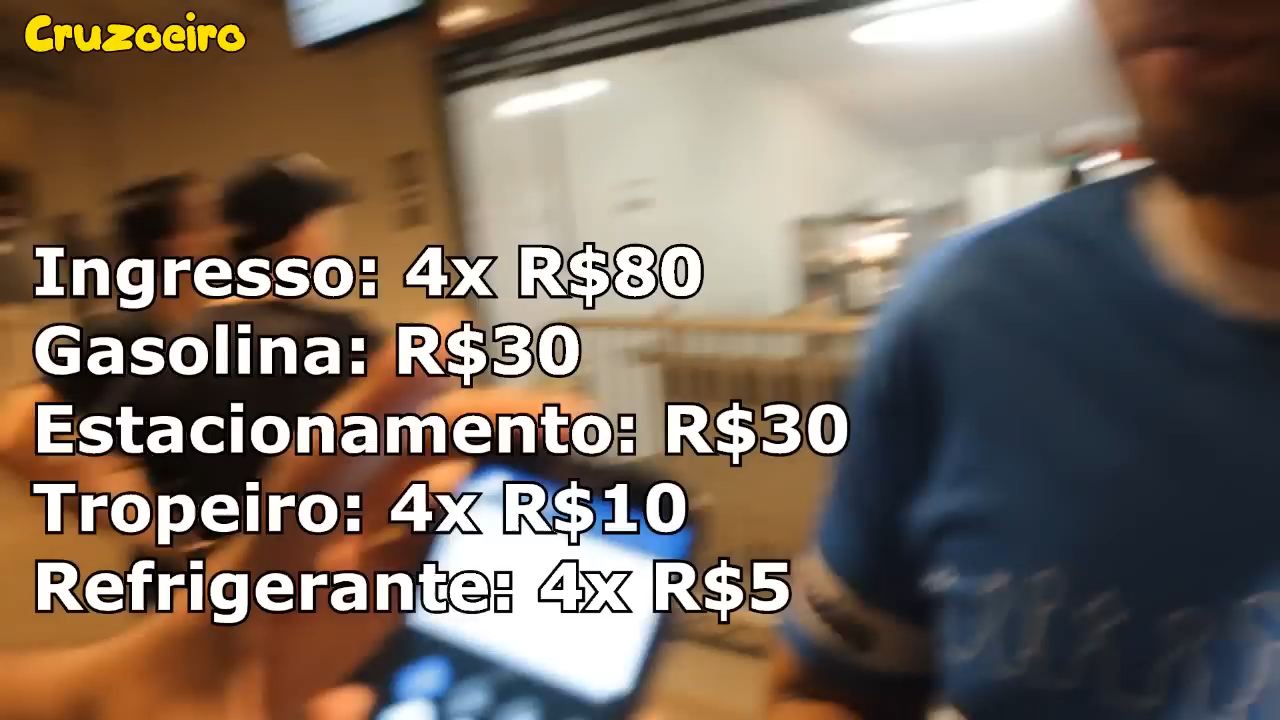 Cruzoeiro
Ingresso: 4x R$80
Gasolina: R$30
Estacionamento: R$30
Tropeiro: 4x R$10
Refrigerante: 4x R$5